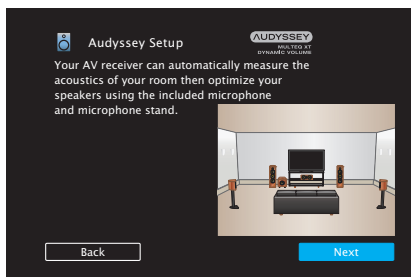 Audyssey Setup
AUDYSSEY
MULTEQ XT
DYNAMIC VOLUME
Your AV receiver can automatically measure the
acoustics of your room then optimize your
speakers using the included microphone
and microphone stand.
Back
Next